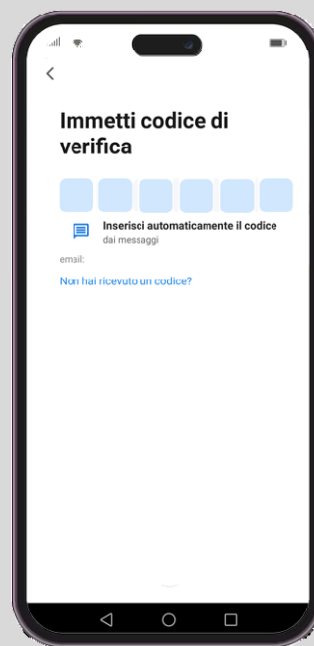 Immetti codice di
verifica
Inserisci automaticamente il codice
dai messaggi
email:
Non hai ricevuto un codice?